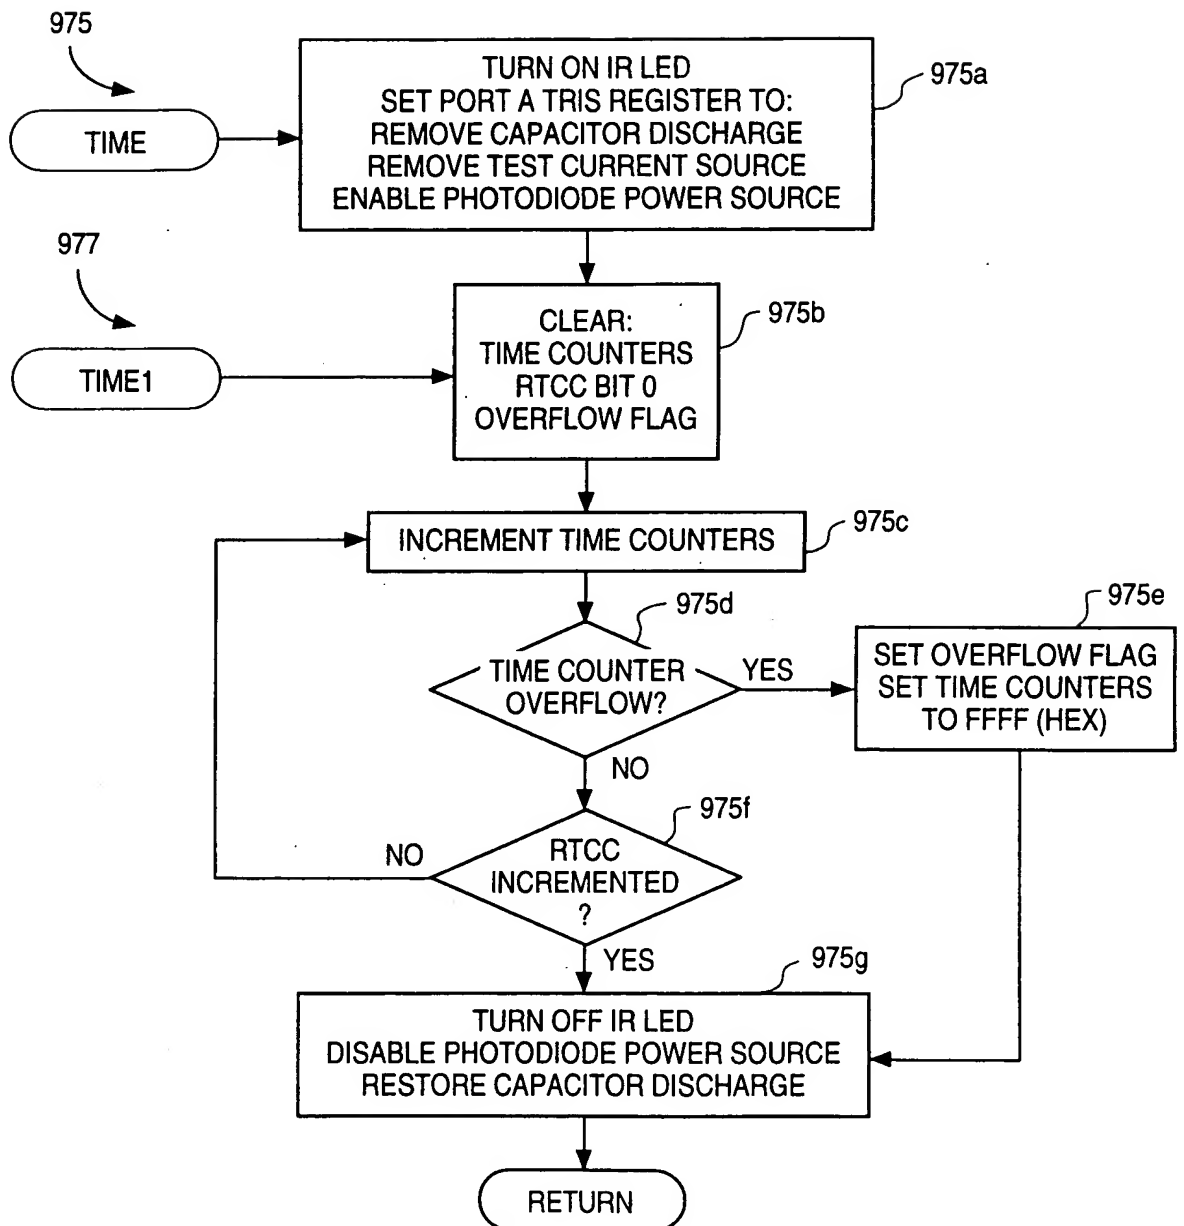 975
TIME
TURN ON IR LED
SET PORT A TRIS REGISTER TO:
REMOVE CAPACITOR DISCHARGE
REMOVE TEST CURRENT SOURCE
ENABLE PHOTODIODE POWER SOURCE
975a
977
TIME1
CLEAR:
TIME COUNTERS
RTCC BIT 0
OVERFLOW FLAG
975b
INCREMENT TIME COUNTERS
975c
975d
TIME COUNTER
OVERFLOW?
YES
NO
975e
SET OVERFLOW FLAG
SET TIME COUNTERS
TO FFFF (HEX)
975f
RTCC
INCREMENTED
?
NO
YES
975g
TURN OFF IR LED
DISABLE PHOTODIODE POWER SOURCE
RESTORE CAPACITOR DISCHARGE
RETURN